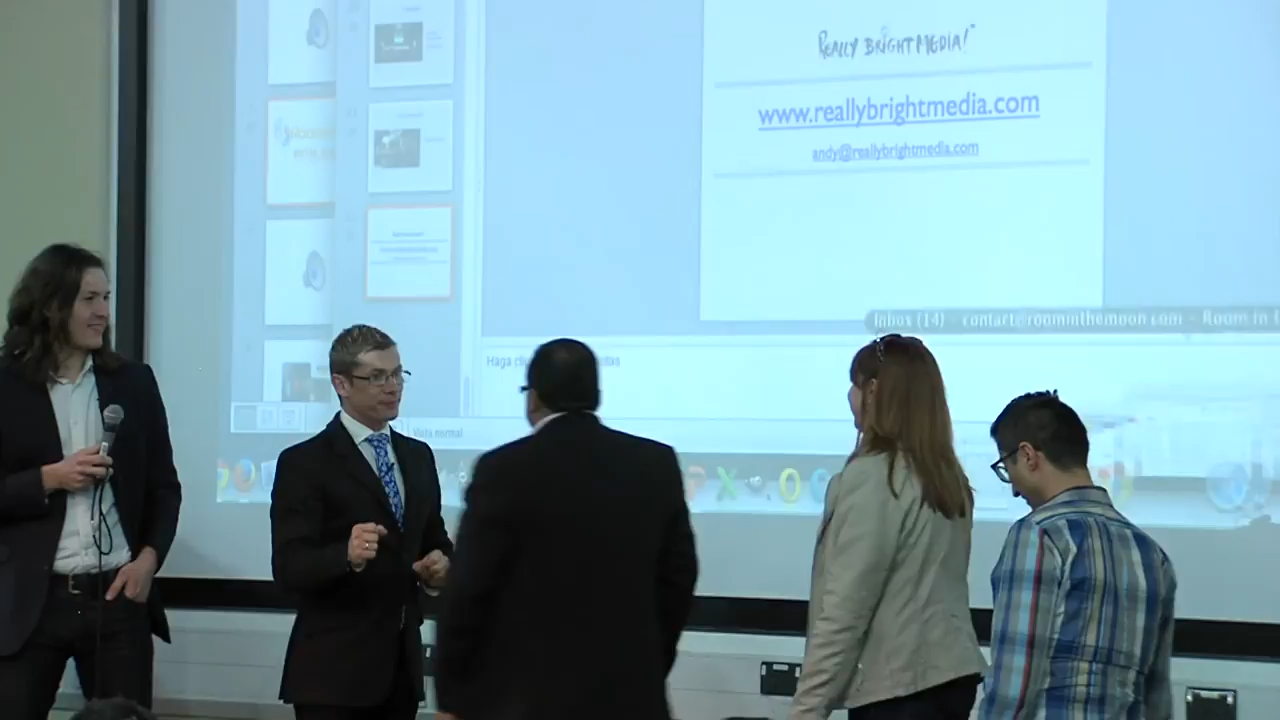 REALLY BRIGHT MEDIA!
www.reallybrightmedia.com
andy@reallybrightmedia.com
Inbox (14) - contact@roominthemoon.com - Room in
Haga
Vista normal